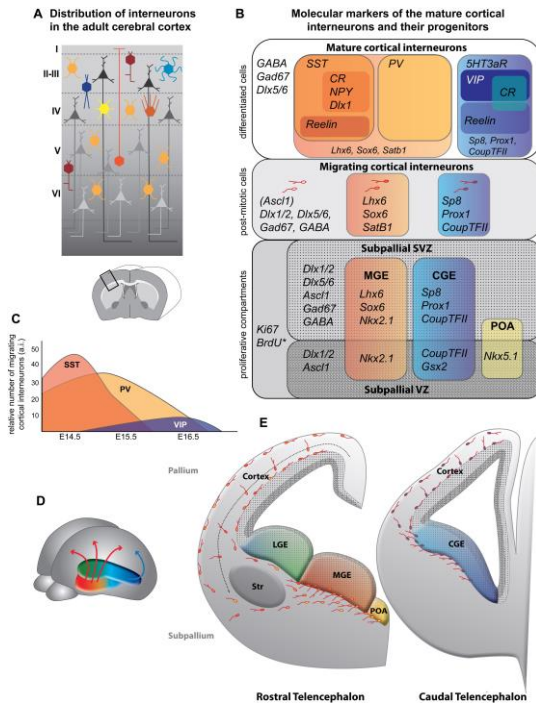 A Distribution of interneurons
in the adult cerebral cortex
I
II-III
IV
V
VI
B Molecular markers of the mature cortical
interneurons and their progenitors
differentiated cells
GABA
Gad67
Dlx5/6
Mature cortical interneurons
SST
CR
NPY
Dlx1
Reelin
PV
Lhx6, Sox6, Satb1
5HT3aR
VIP
CR
Reelin
Sp8, Prox1,
CoupTFII
post-mitotic cells
Migrating cortical interneurons
(Ascl1)
Dlx1/2, Dlx5/6,
Gad67, GABA
Lhx6
Sox6
SatB1
Sp8
Prox1
CoupTFII
proliferative compartments
Ki67
BrdU*
Subpallial SVZ
Dlx1/2
Dlx5/6
Ascl1
Gad67
GABA
MGE
Lhx6
Sox6
Nkx2.1
CGE
Sp8
Prox1
CoupTFII
POA
Nkx5.1
Dlx1/2
Ascl1
Nkx2.1
CoupTFII
Gsx2
Subpallial VZ
C
relative number of migrating
cortical interneurons (a.i.)
50
40
30
20
10
SST
PV
VIP
E14.5
E15.5
E16.5
Pallium
D
Subpallium
E
Cortex
LGE
MGE
Str
POA
Rostral Telencephalon
Cortex
CGE
Caudal Telencephalon